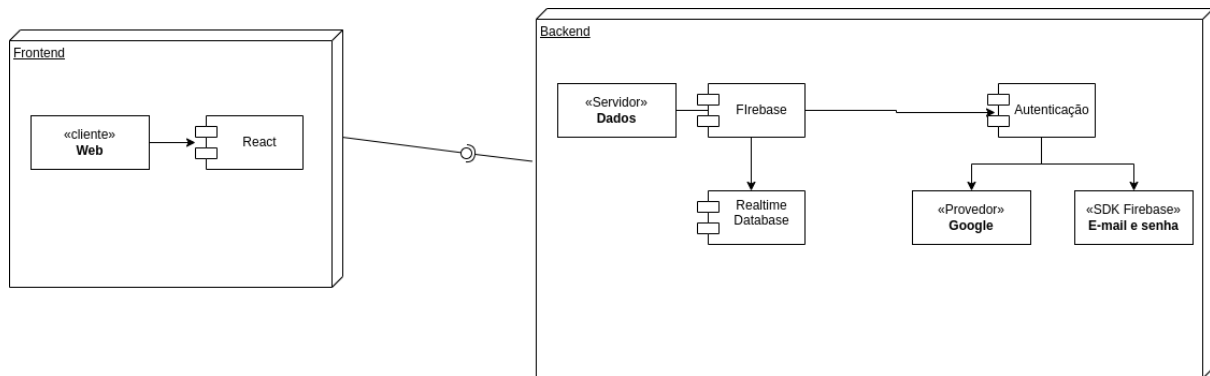 Frontend
«cliente»
Web
React
Backend
«Servidor»
Dados
FIrebase
Autenticação
Realtime
Database
«Provedor»
Google
«SDK Firebase»
E-mail e senha